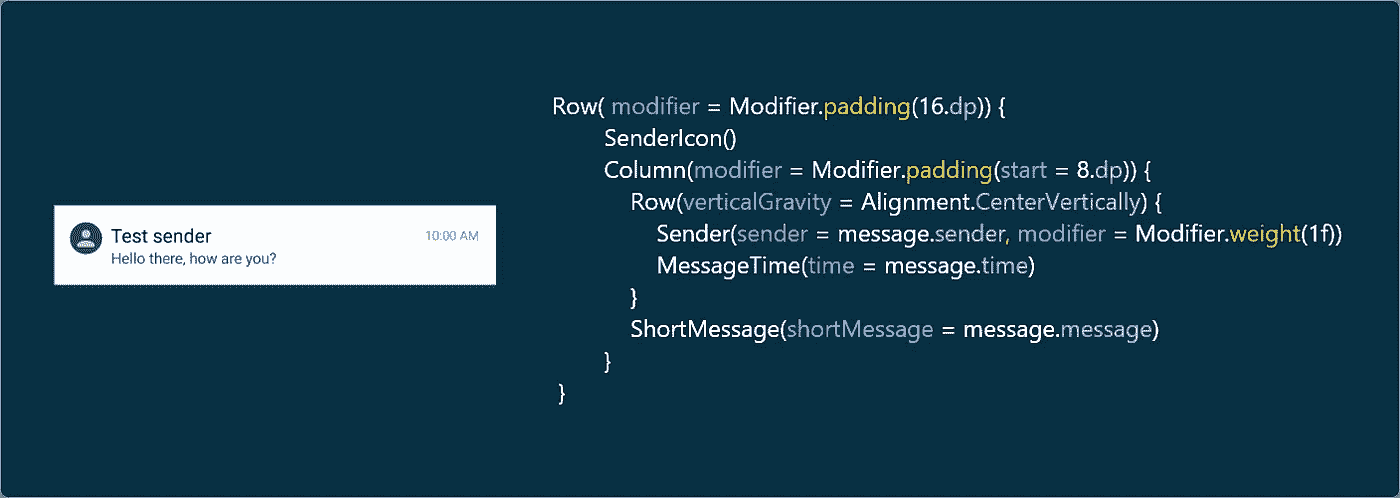 Test sender
10:00 AM
Hello there, how are you?
Row( modifier = Modifier.padding(16.dp)) {
SenderIcon()
Column(modifier = Modifier.padding(start = 8.dp)) {
Row(verticalGravity = Alignment.CenterVertically) {
Sender(sender = message.sender, modifier = Modifier.weight(1f))
MessageTime(time = message.time)
}
ShortMessage(shortMessage = message.message)
}
}